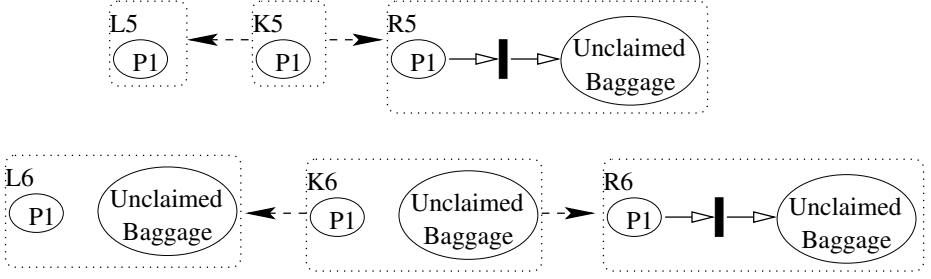 L5
K5
R5
P1
P1
P1
Unclaimed
Baggage
L6
K6
R6
P1
Unclaimed
Baggage
P1
Unclaimed
Baggage
P1
Unclaimed
Baggage